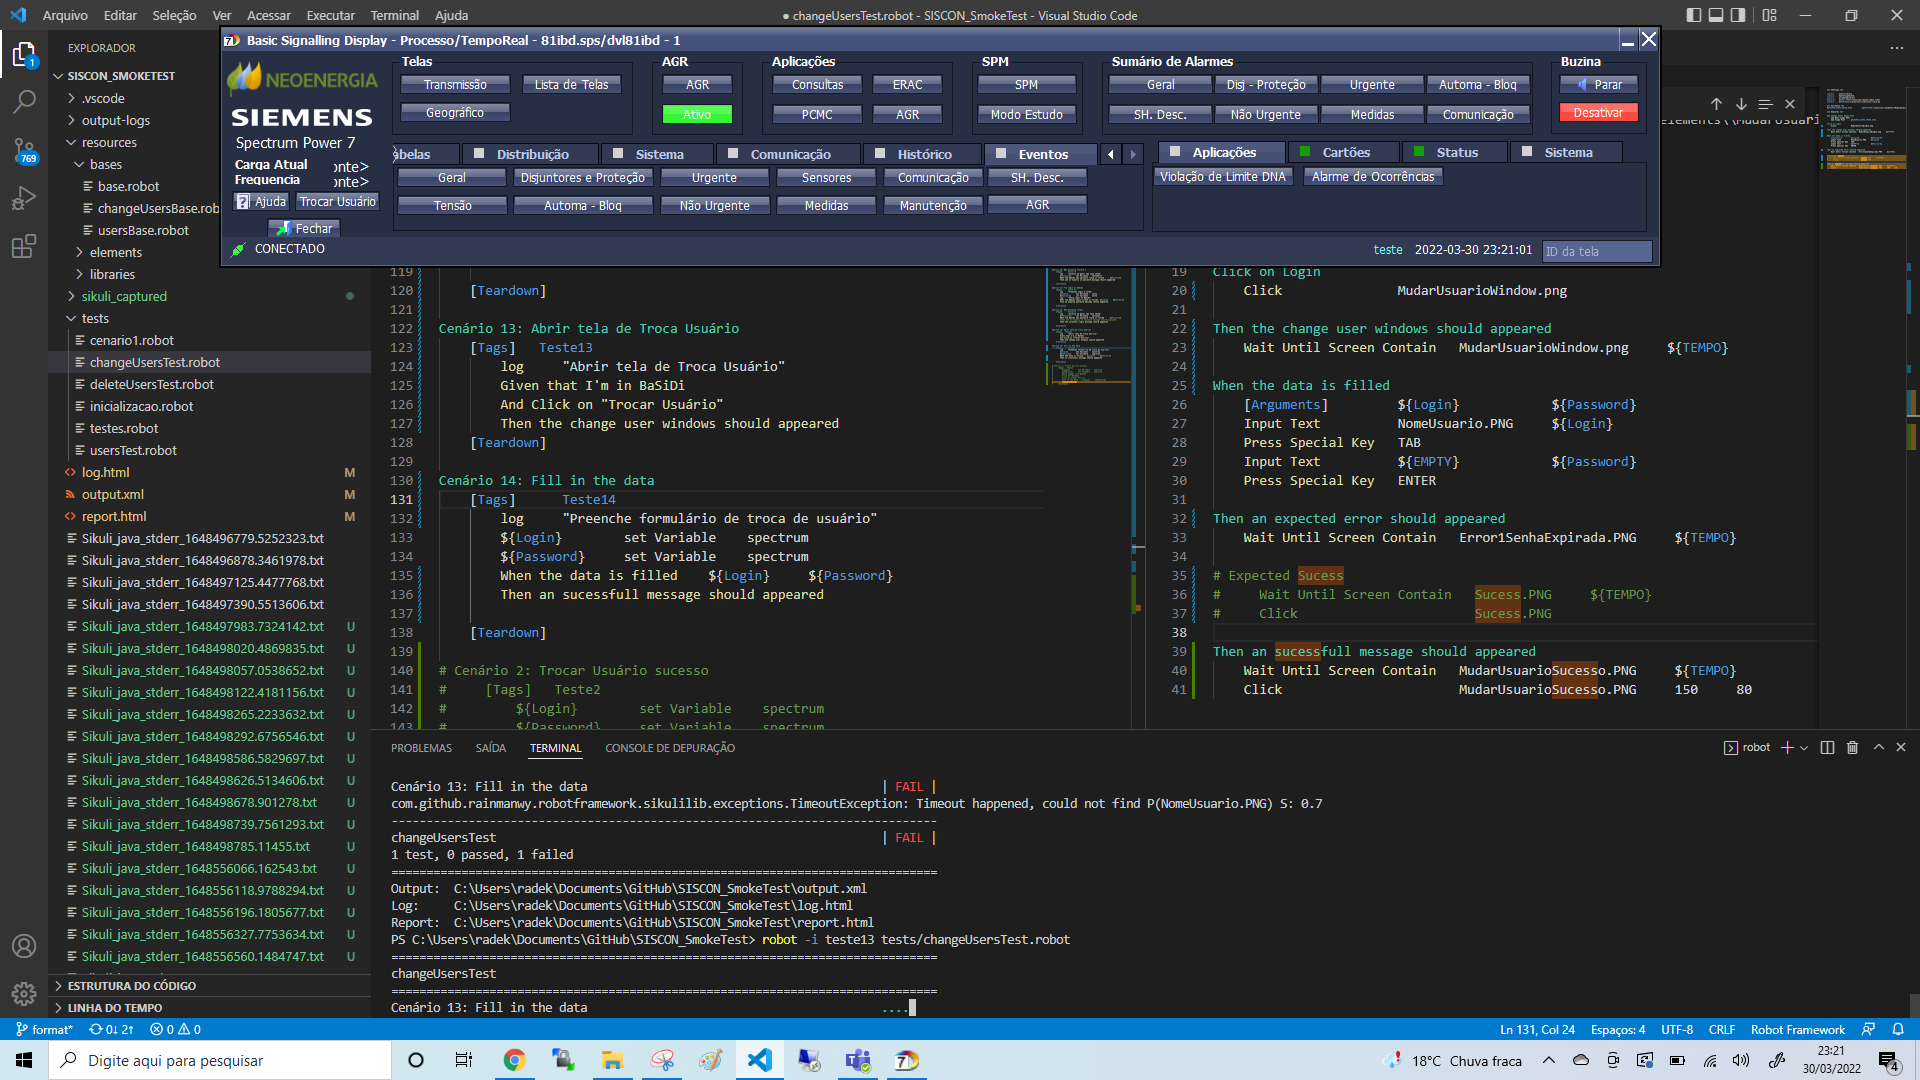 Arquivo Editar Seleção Ver Acessar Executar Terminal Ajuda
● changeUsersTest.robot - SISCON_SmokeTest - Visual Studio Code
EXPLORADOR
SISCON_SMOKETEST
.vscode
output-logs
resources
bases
base.robot
changeUsersBase.rob
usersBase.robot
elements
libraries
sikuli_captured
tests
cenario1.robot
changeUsersTest.robot
deleteUsersTest.robot
inicializacao.robot
testes.robot
usersTest.robot
log.html M
output.xml M
report.html M
Sikuli_java_stderr_1648496779.5252323.txt
Sikuli_java_stderr_1648496878.3461978.txt
Sikuli_java_stderr_1648497125.4477768.txt
Sikuli_java_stderr_1648497390.5513606.txt
Sikuli_java_stderr_1648497983.7324142.txt U
Sikuli_java_stderr_1648498020.4869835.txt U
Sikuli_java_stderr_1648498057.0538652.txt U
Sikuli_java_stderr_1648498122.4181156.txt U
Sikuli_java_stderr_1648498265.2233632.txt U
Sikuli_java_stderr_1648498292.6756546.txt U
Sikuli_java_stderr_1648498586.5829697.txt U
Sikuli_java_stderr_1648498626.5134606.txt U
Sikuli_java_stderr_1648498678.901278.txt U
Sikuli_java_stderr_1648498739.7561293.txt U
Sikuli_java_stderr_1648498785.11455.txt U
Sikuli_java_stderr_1648556066.162543.txt U
Sikuli_java_stderr_1648556118.9788294.txt U
Sikuli_java_stderr_1648556196.1805677.txt U
Sikuli_java_stderr_1648556327.7753634.txt U
Sikuli_java_stderr_1648556560.1484747.txt U
ESTRUTURA DO CÓDIGO
LINHA DO TEMPO
1
769
Basic Signalling Display - Processo/TempoReal - 81ibd.sps/dvl81ibd - 1
NEOENERGIA
SIEMENS
Spectrum Power 7
Carga Atual onte>
Frequencia onte>
Ajuda Trocar Usuário
Fechar
CONECTADO
Telas
Transmissão Lista de Telas
Geográfico
AGR
AGR
Ativo
Aplicações
Consultas ERAC
PCMC AGR
SPM
SPM
Modo Estudo
Sumário de Alarmes
Geral Disj - Proteção Urgente Automa - Bloq
SH. Desc. Não Urgente Medidas Comunicação
Buzina
Parar
Desativar
abelas Distribuição Sistema Comunicação Histórico Eventos
Geral Disjuntores e Proteção Urgente Sensores Comunicação SH. Desc.
Tensão Automa - Bloq Não Urgente Medidas Manutenção AGR
Aplicações Cartões Status Sistema
Violação de Limite DNA Alarme de Ocorrências
teste 2022-03-30 23:21:01 ID da tela
119
120 [Teardown]
121
122 Cenário 13: Abrir tela de Troca Usuário
123 [Tags] Teste13
124 log "Abrir tela de Troca Usuário"
125 Given that I'm in BaSiDi
126 And Click on "Trocar Usuário"
127 Then the change user windows should appeared
128 [Teardown]
129
130 Cenário 14: Fill in the data
131 [Tags] Teste14
132 log "Preenche formulário de troca de usuário"
133 ${Login} set Variable spectrum
134 ${Password} set Variable spectrum
135 When the data is filled ${Login} ${Password}
136 Then an sucessfull message should appeared
137
138 [Teardown]
139
140 # Cenário 2: Trocar Usuário sucesso
141 # [Tags] Teste2
142 # ${Login} set Variable spectrum
143 # ${Password} set Variable spectrum
19 Click on Login
20 Click MudarUsuarioWindow.png
21
22 Then the change user windows should appeared
23 Wait Until Screen Contain MudarUsuarioWindow.png ${TEMPO}
24
25 When the data is filled
26 [Arguments] ${Login} ${Password}
27 Input Text NomeUsuario.PNG ${Login}
28 Press Special Key TAB
29 Input Text ${EMPTY} ${Password}
30 Press Special Key ENTER
31
32 Then an expected error should appeared
33 Wait Until Screen Contain Error1SenhaExpirada.PNG ${TEMPO}
34
35 # Expected Sucess
36 # Wait Until Screen Contain Sucess.PNG ${TEMPO}
37 # Click Sucess.PNG
38
39 Then an sucessfull message should appeared
40 Wait Until Screen Contain MudarUsuarioSucesso.PNG ${TEMPO}
41 Click MudarUsuarioSucesso.PNG 150 80
PROBLEMAS SAÍDA TERMINAL CONSOLE DE DEPURAÇÃO
robot
Cenário 13: Fill in the data | FAIL |
com.github.rainmanwy.robotframework.sikulilib.exceptions.TimeoutException: Timeout happened, could not find P(NomeUsuario.PNG) S: 0.7
------------------------------------------------------------------------------
changeUsersTest | FAIL |
1 test, 0 passed, 1 failed
==============================================================================
Output: C:\Users\radek\Documents\GitHub\SISCON_SmokeTest\output.xml
Log: C:\Users\radek\Documents\GitHub\SISCON_SmokeTest\log.html
Report: C:\Users\radek\Documents\GitHub\SISCON_SmokeTest\report.html
PS C:\Users\radek\Documents\GitHub\SISCON_SmokeTest> robot -i teste13 tests/changeUsersTest.robot
==============================================================================
changeUsersTest
==============================================================================
Cenário 13: Fill in the data ....
format* 0↓ 2↑ 0 0
Ln 131, Col 24 Espaços: 4 UTF-8 CRLF Robot Framework
Digite aqui para pesquisar
18°C Chuva fraca
23:21
30/03/2022
4